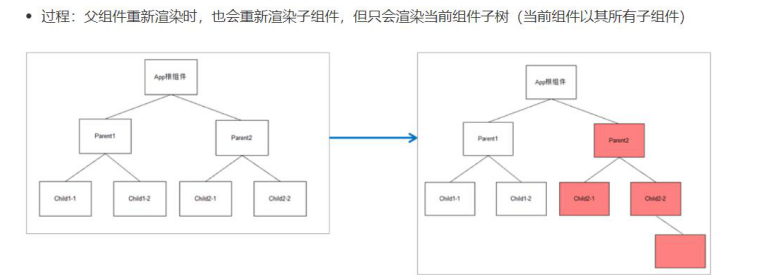 • 过程：父组件重新渲染时，也会重新渲染子组件，但只会渲染当前组件子树（当前组件以其所有子组件）
App根组件
Parent1
Parent2
Child1-1
Child1-2
Child2-1
Child2-2
App根组件
Parent1
Parent2
Child1-1
Child1-2
Child2-1
Child2-2